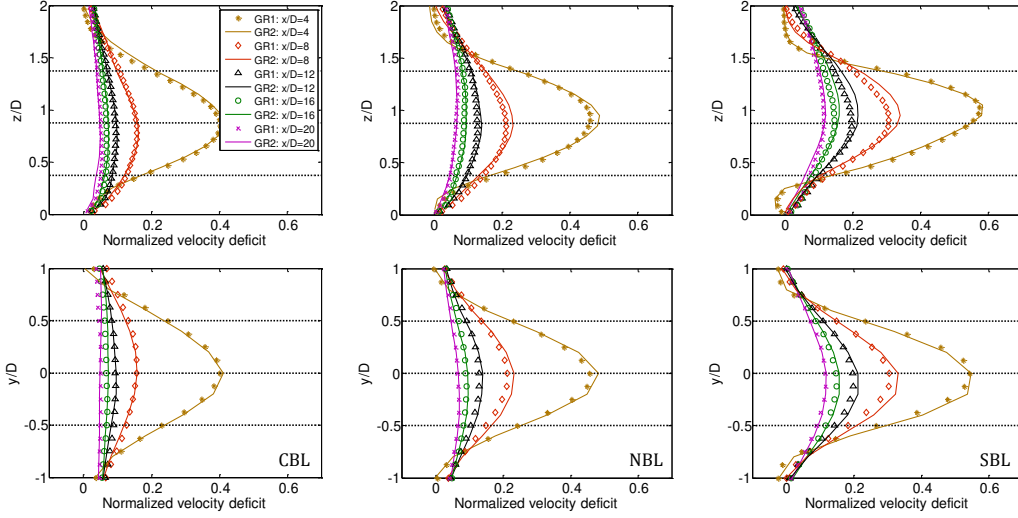 2
1.5
z/D
1
0.5
0
0
0.2
0.4
0.6
Normalized velocity deficit
GR1: x/D=4
GR2: x/D=4
GR1: x/D=8
GR2: x/D=8
GR1: x/D=12
GR2: x/D=12
GR1: x/D=16
GR2: x/D=16
GR1: x/D=20
GR2: x/D=20
2
1.5
z/D
1
0.5
0
0
0.2
0.4
0.6
Normalized velocity deficit
2
1.5
z/D
1
0.5
0
0
0.2
0.4
0.6
Normalized velocity deficit
1
0.5
y/D
0
-0.5
-1
CBL
0
0.2
0.4
0.6
Normalized velocity deficit
1
0.5
y/D
0
-0.5
-1
NBL
0
0.2
0.4
0.6
Normalized velocity deficit
1
0.5
y/D
0
-0.5
-1
SBL
0
0.2
0.4
0.6
Normalized velocity deficit